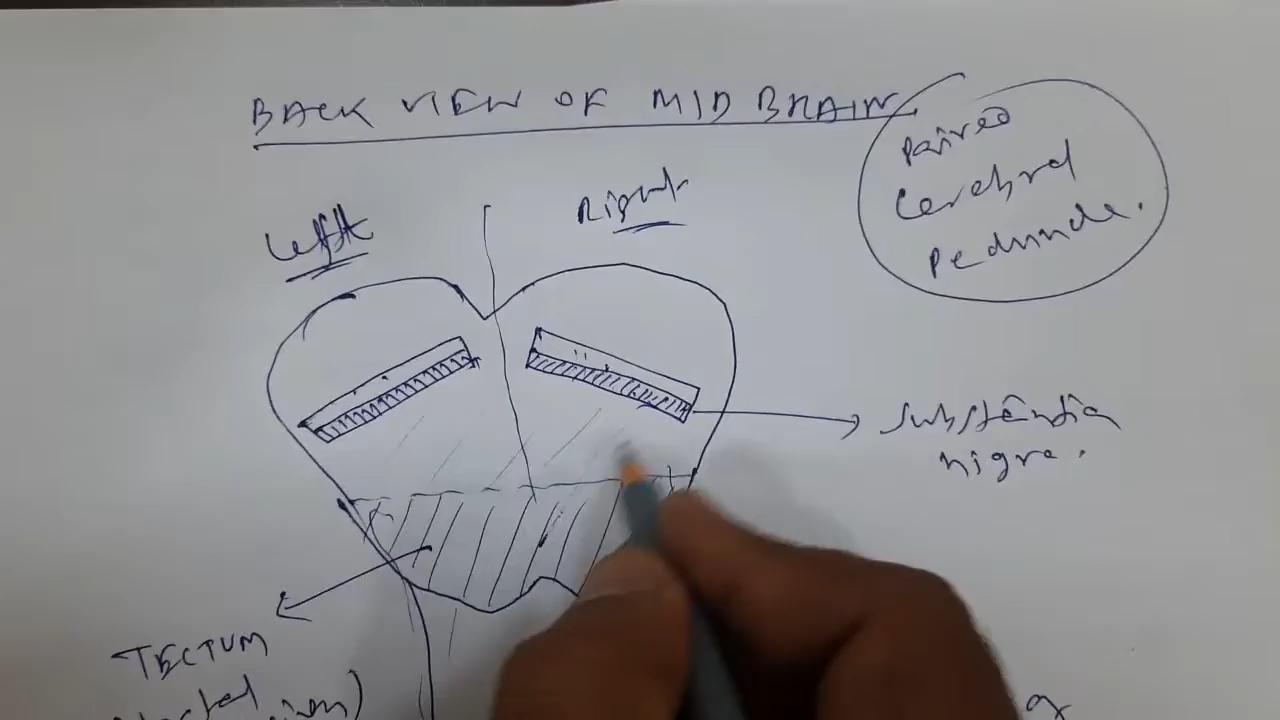 BACK VIEW OF MID BRAIN
Paired
Cerebral
Peduncle.
Left
Right
Substantia
nigra.
TECTUM